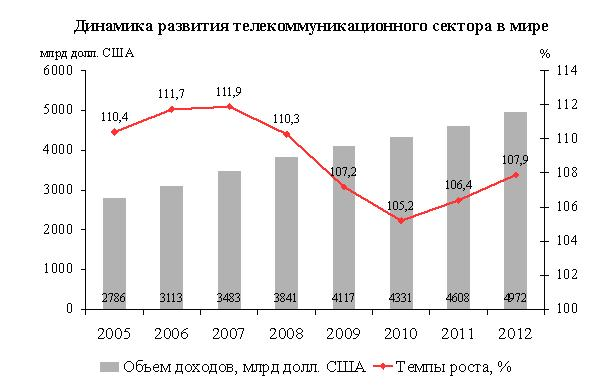 Динамика развития телекоммуникационного сектора в мире
млрд долл. США %
6000 114
5000 112
4000 110
3000 108
2000 106
1000 104
0 102
100
110,4 111,7 111,9 110,3 107,2 105,2 106,4 107,9
2786 3113 3483 3841 4117 4331 4608 4972
2005 2006 2007 2008 2009 2010 2011 2012
Объем доходов, млрд долл. США Темпы роста, %